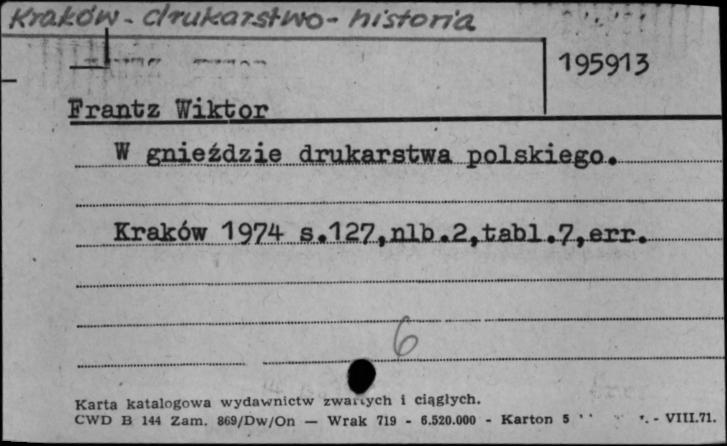 Kraków - drukarstwo - historia
195913
Frantz Wiktor
W gnieździe drukarstwa polskiego.
Kraków 1974 s.127,nlb.2,tabl.7,err.
6
Karta katalogowa wydawnictw zwartych i ciągłych.
CWD B 144 Zam. 869/Dw/On — Wrak 719 - 6.520.000 - Karton 5 - VIII.71.